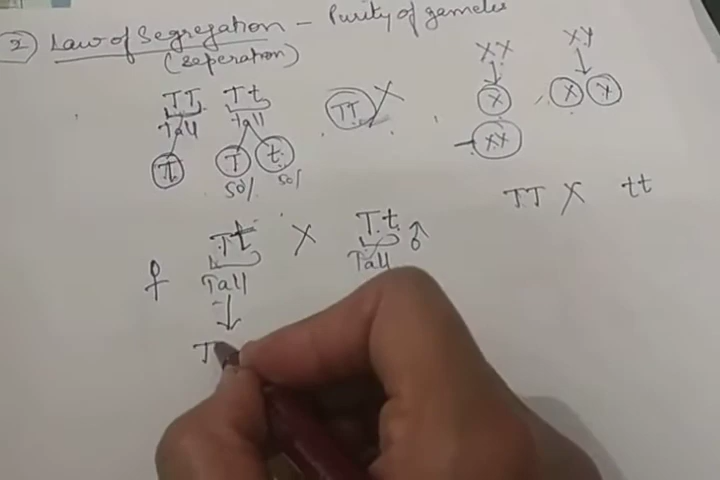 2) Law of Segregation - Purity of gametes
(seperation)
XX XY
TT Tt TT X
Tall Tall
X X X
XX
T T t
50% 50%
TT X tt
Tt X Tt
♀ Tall Tall ♂
T